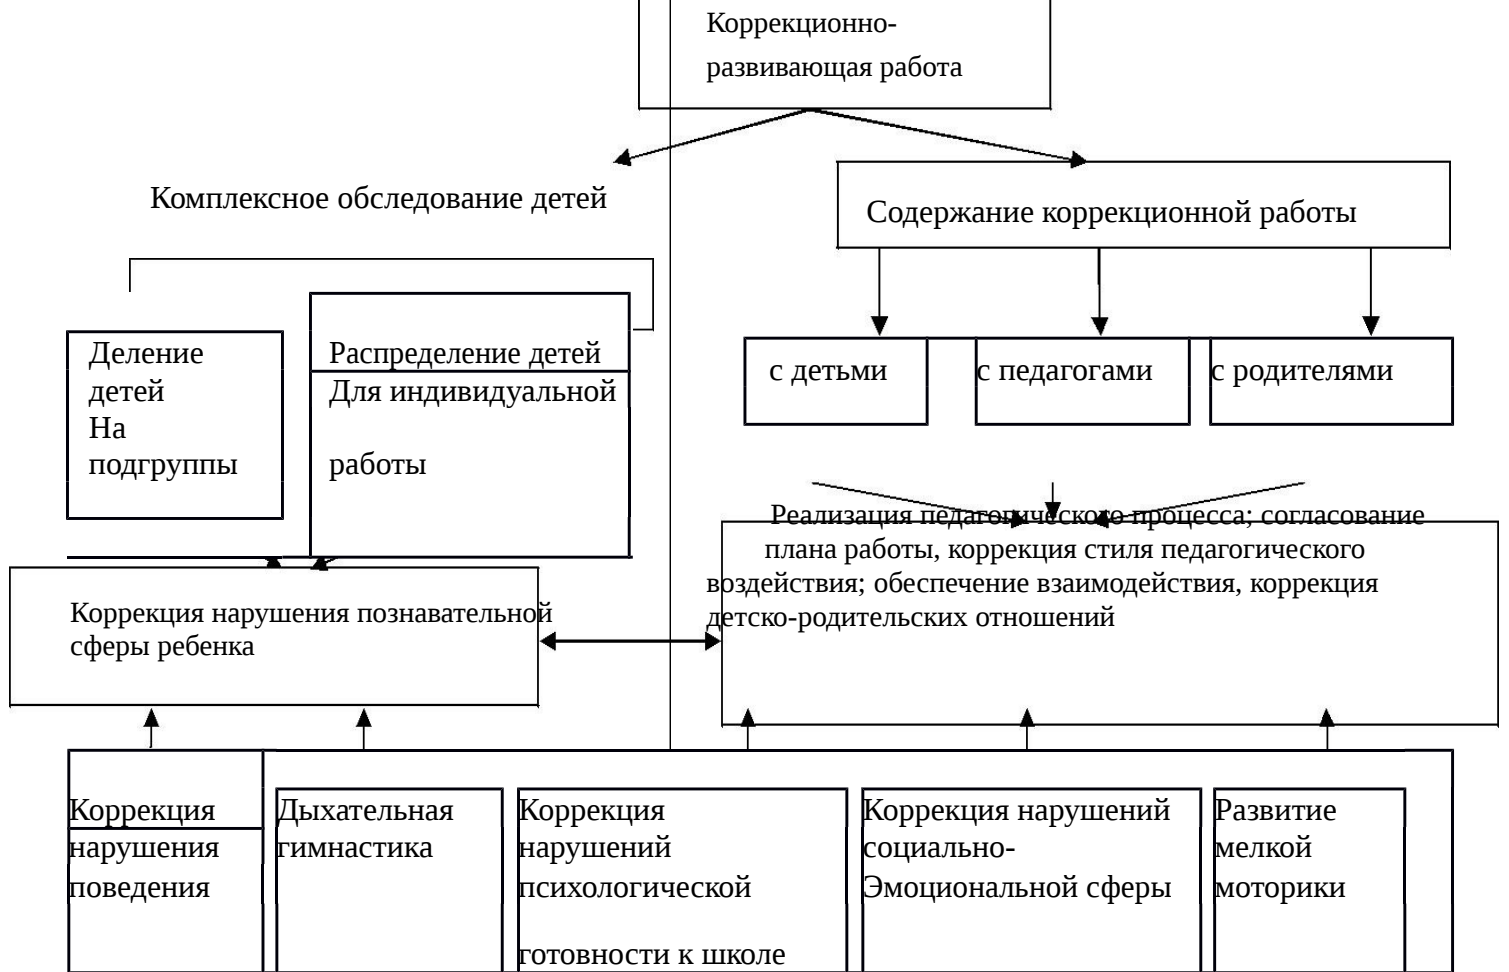 Коррекционно-
развивающая работа
Комплексное обследование детей
Содержание коррекционной работы
Деление
детей
На
подгруппы
Распределение детей
Для индивидуальной
работы
с детьми
с педагогами
с родителями
Реализация педагогического процесса; согласование
плана работы, коррекция стиля педагогического
воздействия; обеспечение взаимодействия, коррекция
детско-родительских отношений
Коррекция нарушения познавательной
сферы ребенка
Коррекция
нарушения
поведения
Дыхательная
гимнастика
Коррекция
нарушений
психологической
готовности к школе
Коррекция нарушений
социально-
Эмоциональной сферы
Развитие
мелкой
моторики